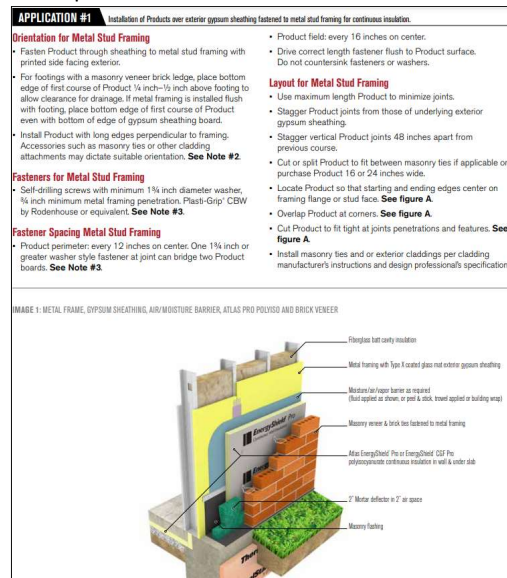 APPLICATION #1 Installation of Products over exterior gypsum sheathing fastened to metal stud framing for continuous insulation.
Orientation for Metal Stud Framing
• Fasten Product through sheathing to metal stud framing with
printed side facing exterior.
• For footings with a masonry veneer brick ledge, place bottom
edge of first course of Product ¼ inch–½ inch above footing to
allow clearance for drainage. If metal framing is installed flush
with footing, place bottom edge of first course of Product
even with bottom edge of gypsum sheathing board.
• Install Product with long edges perpendicular to framing.
Accessories such as masonry ties or other cladding
attachments may dictate suitable orientation. See Note #2.
Fasteners for Metal Stud Framing
• Self-drilling screws with minimum 1¾ inch diameter washer,
¾ inch minimum metal framing penetration. Plasti-Grip® CBW
by Rodenhouse or equivalent. See Note #3.
Fastener Spacing Metal Stud Framing
• Product perimeter: every 12 inches on center. One 1¾ inch or
greater washer style fastener at joint can bridge two Product
boards. See Note #3.
• Product field: every 16 inches on center.
• Drive correct length fastener flush to Product surface.
Do not countersink fasteners or washers.
Layout for Metal Stud Framing
• Use maximum length Product to minimize joints.
• Stagger Product joints from those of underlying exterior
gypsum sheathing.
• Stagger vertical Product joints 48 inches apart from
previous course.
• Cut or split Product to fit between masonry ties if applicable or
purchase Product 16 or 24 inches wide.
• Locate Product so that starting and ending edges center on
framing flange or stud face. See figure A.
• Overlap Product at corners. See figure A.
• Cut Product to fit tight at joints penetrations and features. See
figure A.
• Install masonry ties and or exterior claddings per cladding
manufacturer's instructions and design professional's specification
IMAGE 1: METAL FRAME, GYPSUM SHEATHING, AIR/MOISTURE BARRIER, ATLAS PRO POLYISO AND BRICK VENEER
Fiberglass batt cavity insulation
Metal framing with Type X coated glass mat exterior gypsum sheathing
Moisture/air/vapor barrier as required
(fluid applied as shown, or peel & stick, trowel applied or building wrap)
Masonry veneer & brick ties fastened to metal framing
Atlas EnergyShield® Pro or EnergyShield® CGF Pro
polyisocyanurate continuous insulation in wall & under slab
2" Mortar deflector in 2" air space
Masonry flashing
EnergyShield® Pro